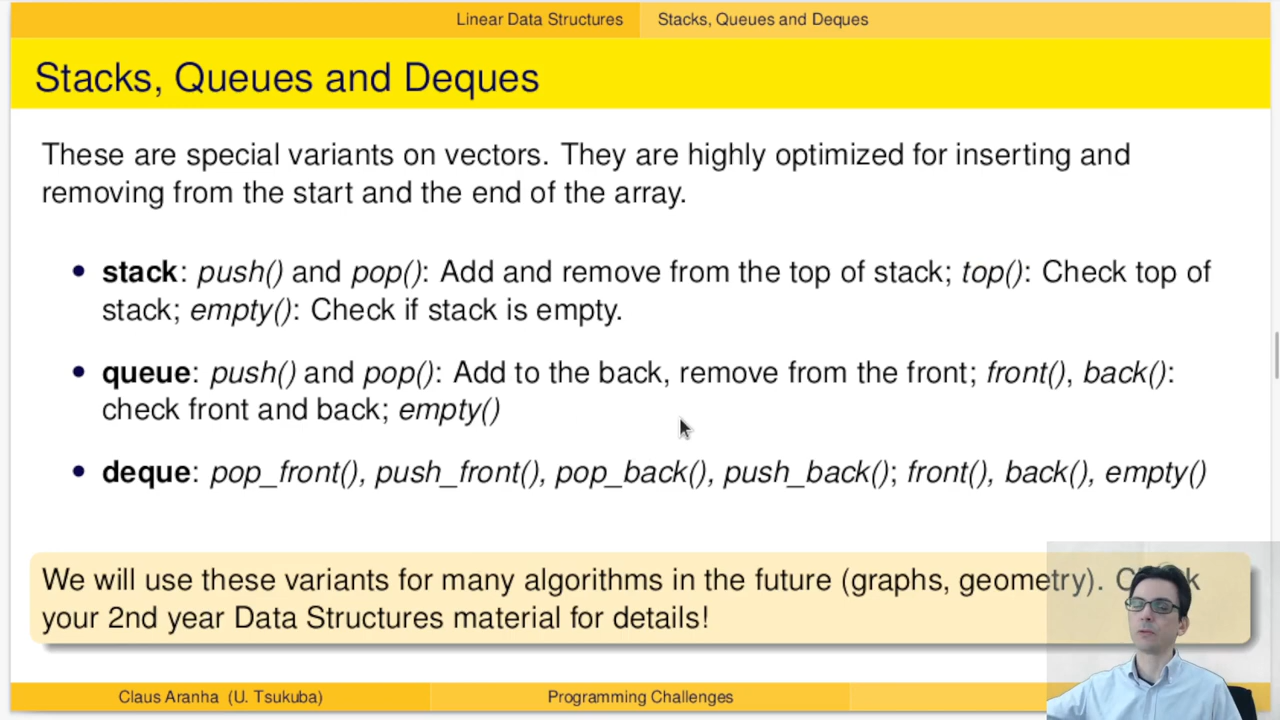 Linear Data Structures Stacks, Queues and Deques
Stacks, Queues and Deques
These are special variants on vectors. They are highly optimized for inserting and
removing from the start and the end of the array.
• stack: push() and pop(): Add and remove from the top of stack; top(): Check top of
stack; empty(): Check if stack is empty.
• queue: push() and pop(): Add to the back, remove from the front; front(), back():
check front and back; empty()
• deque: pop_front(), push_front(), pop_back(), push_back(); front(), back(), empty()
We will use these variants for many algorithms in the future (graphs, geometry).
your 2nd year Data Structures material for details!
Claus Aranha (U. Tsukuba) Programming Challenges